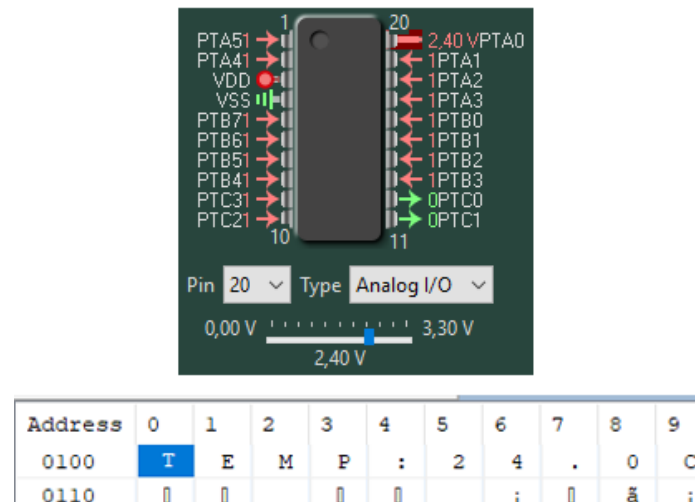 1 20
PTA51 2,40 VPTA0
PTA41 1PTA1
VDD 1PTA2
VSS 1PTA3
PTB71 1PTB0
PTB61 1PTB1
PTB51 1PTB2
PTB41 1PTB3
PTC31 0PTC0
PTC21 0PTC1
10 11
Pin 20 Type Analog I/O
0,00 V 3,30 V
2,40 V
Address 0 1 2 3 4 5 6 7 8 9
0100 T E M P : 2 4 . 0
0110 ã